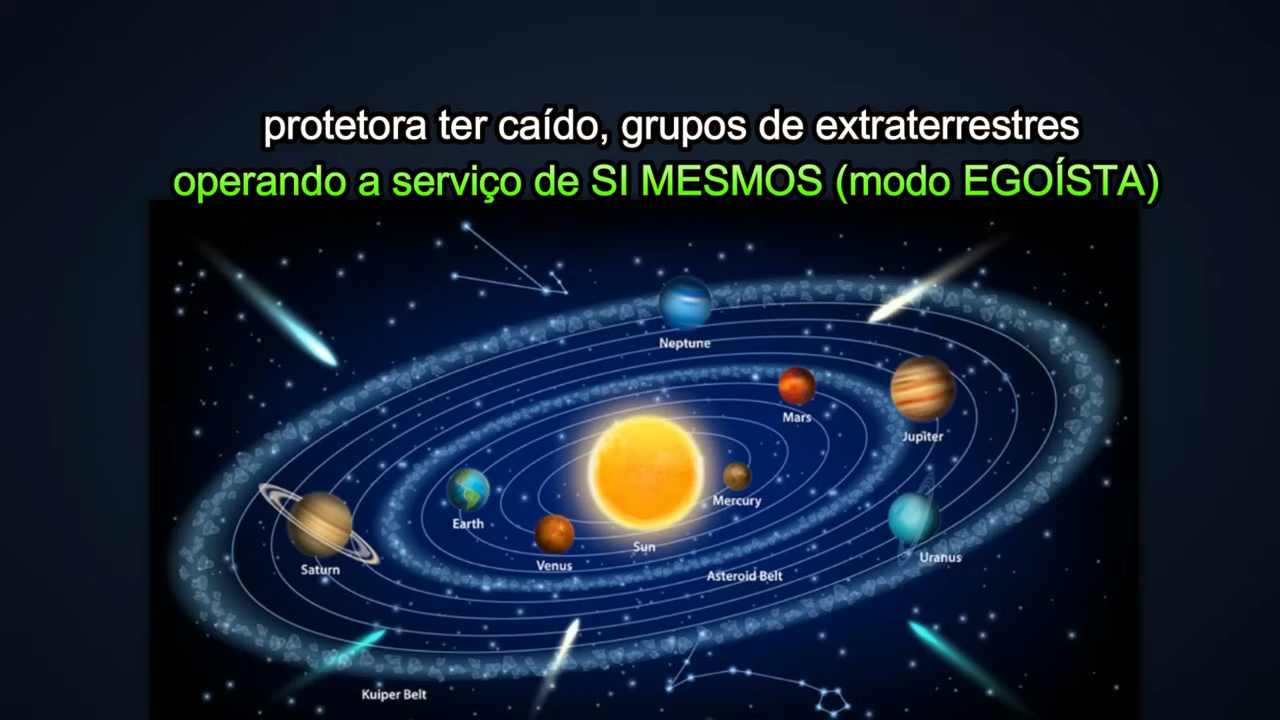 protetora ter caído, grupos de extraterrestres
operando a serviço de SI MESMOS (modo EGOÍSTA)
Neptune
Mars
Jupiter
Mercury
Earth
Sun
Uranus
Venus
Saturn
Asteroid Belt
Kuiper Belt